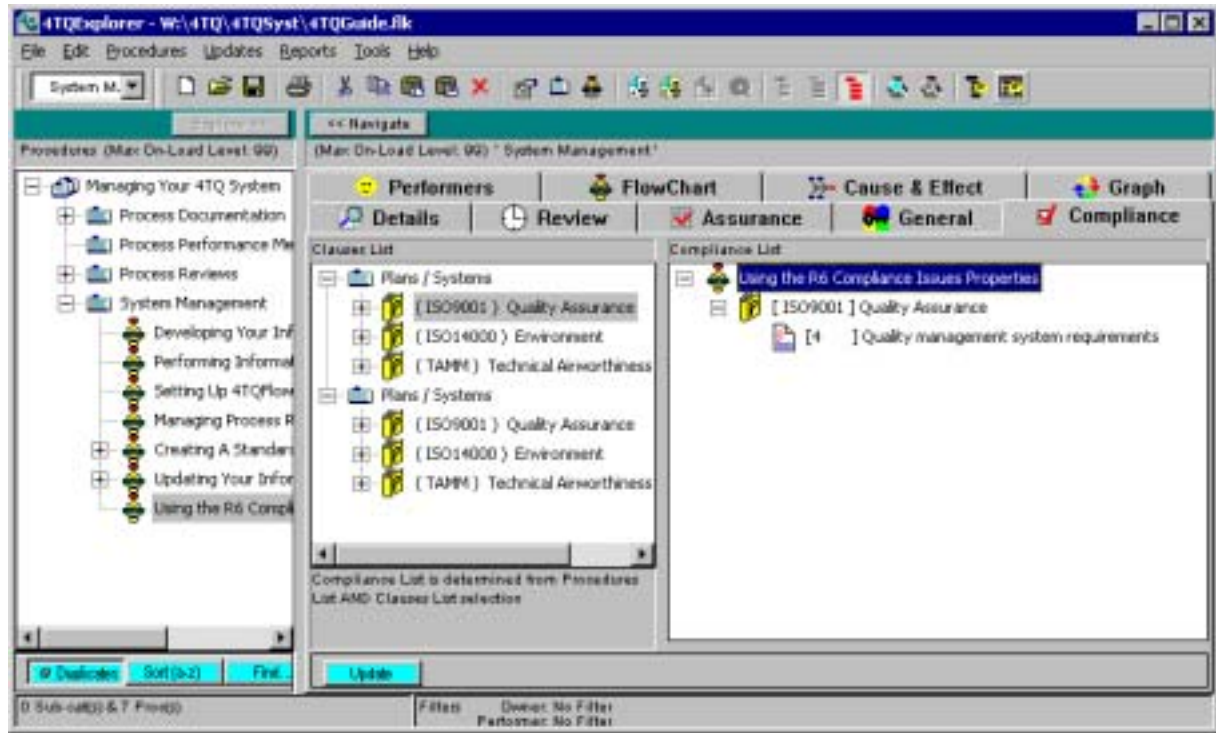 4TQExplorer - W:\4TQ\4TQSyst\4TQGuide.flk
File Edit Procedures Updates Reports Tools Help
System M.
<< Navigate
Procedures (Max On-Load Level: 99)
(Max On-Load Level: 99) " System Management"
Performers FlowChart Cause & Effect Graph
Details Review Assurance General Compliance
Managing Your 4TQ System
Process Documentation
Process Performance Me
Process Reviews
System Management
Developing Your Inf
Performing Informat
Setting Up 4TQFlow
Managing Process R
Creating A Standar
Updating Your Infor
Using the R6 Compli
Clauses List
Plans / Systems
( ISO9001 ) Quality Assurance
( ISO14000 ) Environment
( TAMM ) Technical Airworthiness
Plans / Systems
( ISO9001 ) Quality Assurance
( ISO14000 ) Environment
( TAMM ) Technical Airworthiness
Compliance List is determined from Procedures
List AND Clauses List selection
Compliance List
Using the R6 Compliance Issues Properties
[ ISO9001 ] Quality Assurance
[4 ] Quality management system requirements
Duplicates Sort (a-z) Find...
Update
0 Sub-cat(s) & 7 Proc(s)
Filters Owner: No Filter
Performer: No Filter